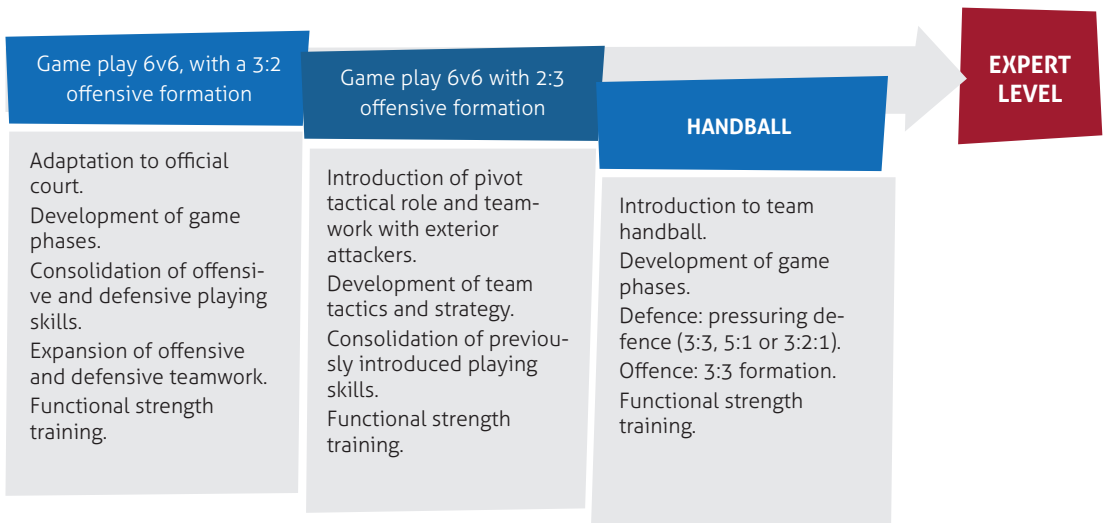 Game play 6v6, with a 3:2
offensive formation
Adaptation to official
court.
Development of game
phases.
Consolidation of offensi-
ve and defensive playing
skills.
Expansion of offensive
and defensive teamwork.
Functional strength
training.
Game play 6v6 with 2:3
offensive formation
Introduction of pivot
tactical role and team-
work with exterior
attackers.
Development of team
tactics and strategy.
Consolidation of previou-
sly introduced playing
skills.
Functional strength
training.
HANDBALL
Introduction to team
handball.
Development of game
phases.
Defence: pressuring de-
fence (3:3, 5:1 or 3:2:1).
Offence: 3:3 formation.
Functional strength
training.
EXPERT
LEVEL